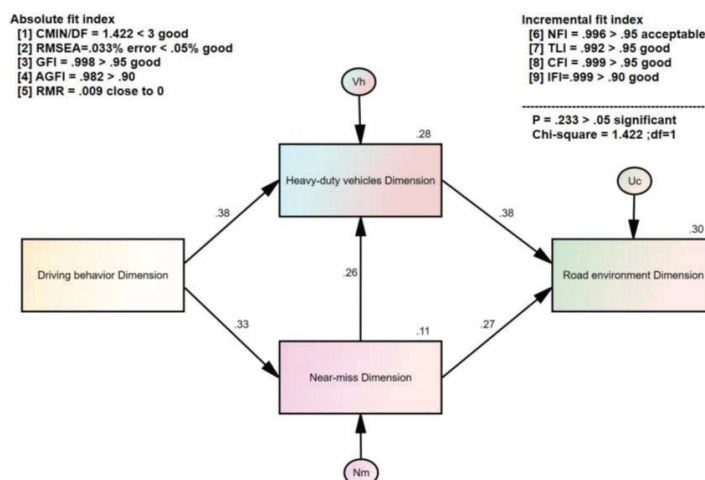 Absolute fit index
[1] CMIN/DF = 1.422 < 3 good
[2] RMSEA=.033% error < .05% good
[3] GFI = .998 > .95 good
[4] AGFI = .982 > .90
[5] RMR = .009 close to 0
Incremental fit index
[6] NFI = .996 > .95 acceptable
[7] TLI = .992 > .95 good
[8] CFI = .999 > .95 good
[9] IFI=.999 > .90 good
P = .233 > .05 significant
Chi-square = 1.422 ;df=1
Vh
.28
Heavy-duty vehicles Dimension
Uc
.38
.38
.30
Driving behavior Dimension
.26
Road environment Dimension
.33
.11
.27
Near-miss Dimension
Nm